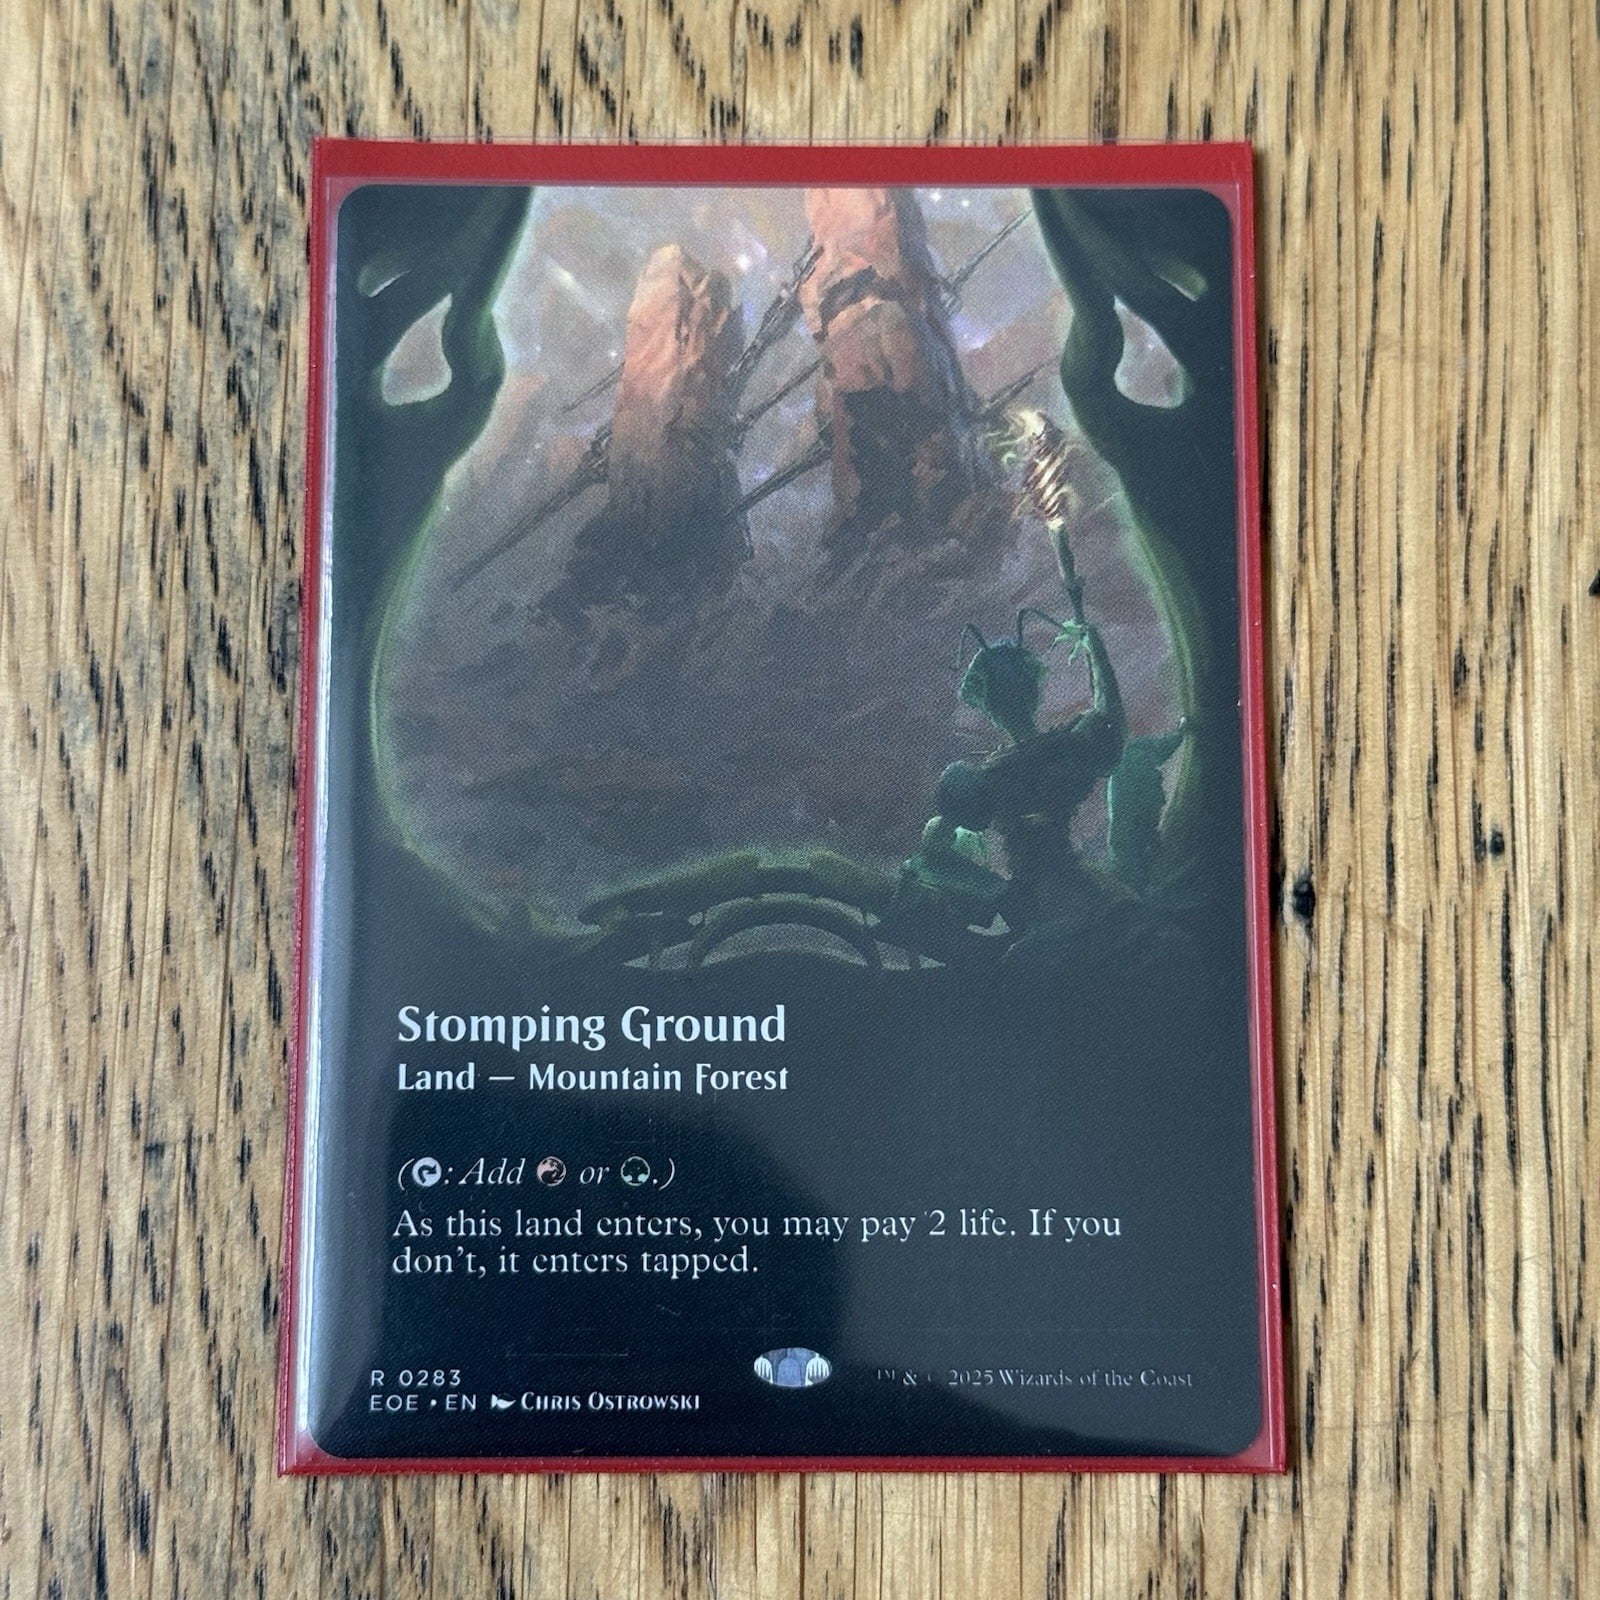 Stomping Ground
Land — Mountain Forest
(: Add or .)
As this land enters, you may pay 2 life. If you
don't, it enters tapped.
R 0283
EOE • EN Chris Ostrowski
™ & © 2025 Wizards of the Coast